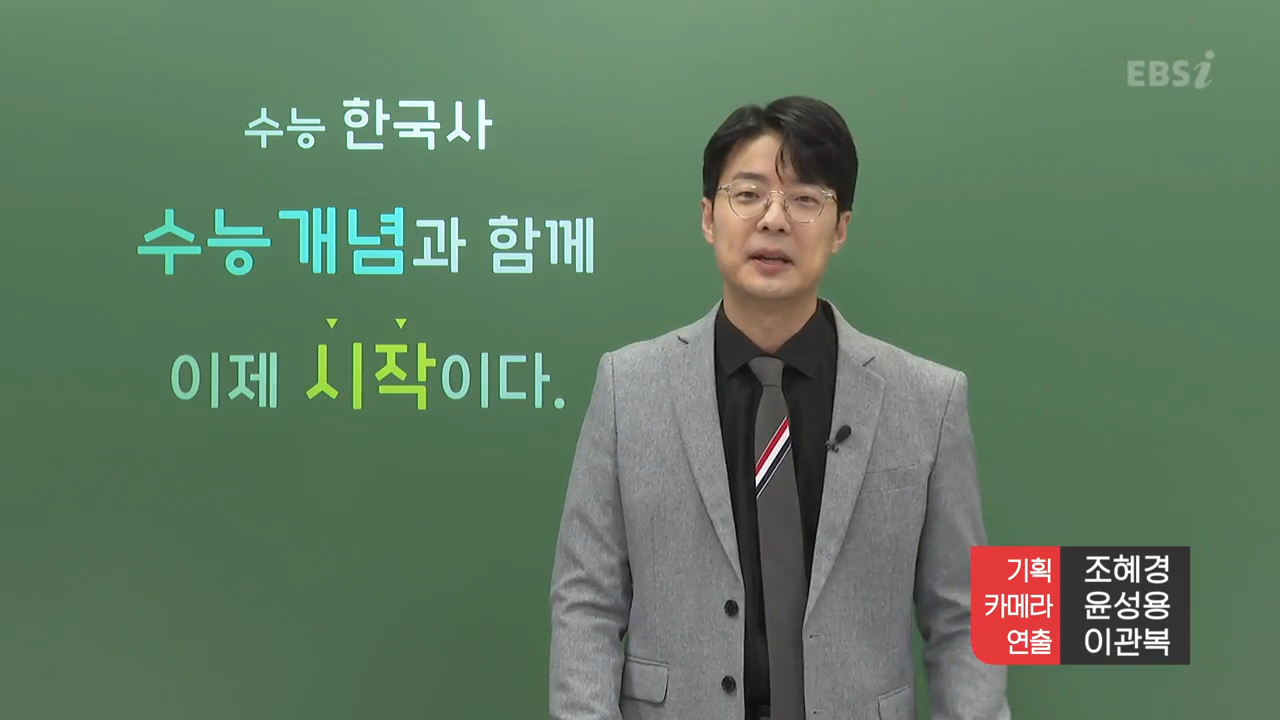 EBSi
수능 한국사
수능개념과 함께
이제 시작이다.
기획 조혜경
카메라 윤성용
연출 이관복